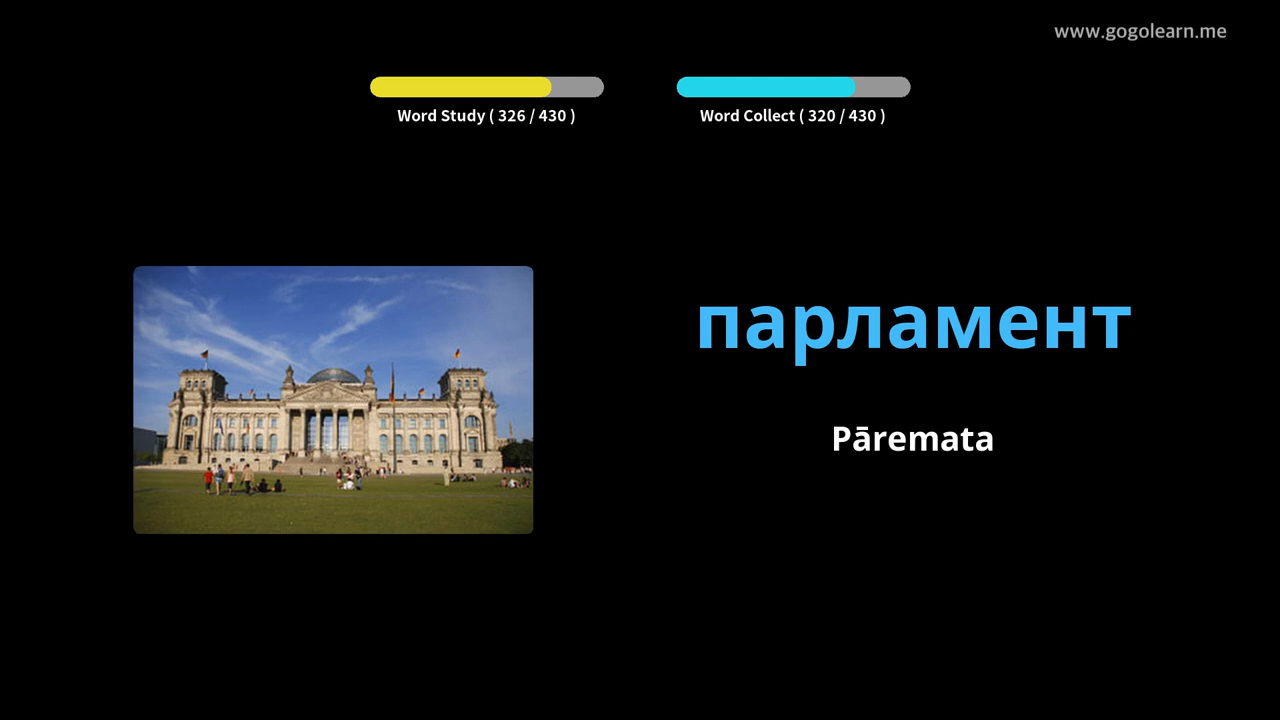 www.gogolearn.me
Word Study ( 326 / 430 )
Word Collect ( 320 / 430 )
парламент
Pāremata